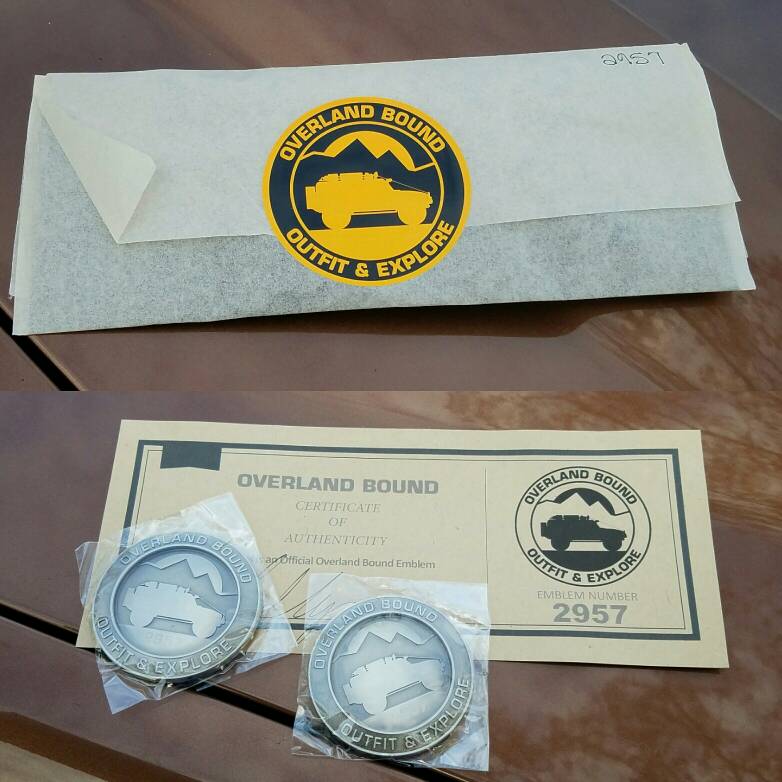 2957
OVERLAND BOUND
OUTFIT & EXPLORE
OVERLAND BOUND
CERTIFICATE
OF
AUTHENTICITY
an Official Overland Bound Emblem
OVERLAND BOUND
OUTFIT & EXPLORE
EMBLEM NUMBER
2957
OVERLAND BOUND
OUTFIT & EXPLORE
OVERLAND BOUND
OUTFIT & EXPLORE